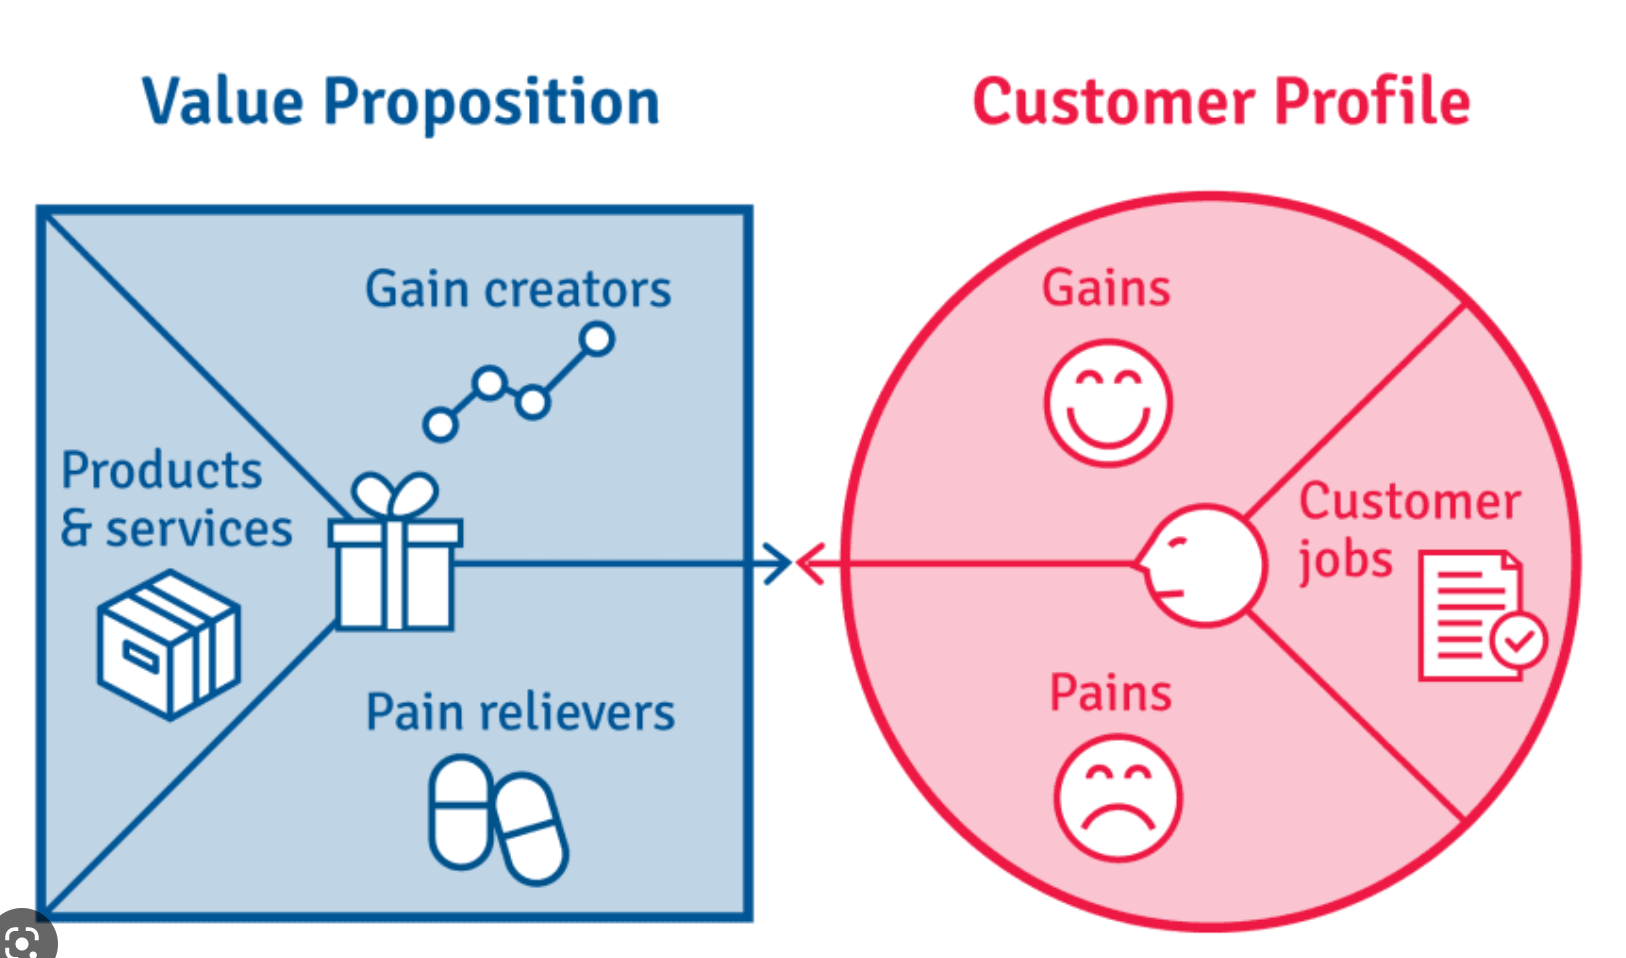 Value Proposition
Customer Profile
Gain creators
Products
& services
Pain relievers
Gains
Customer
jobs
Pains